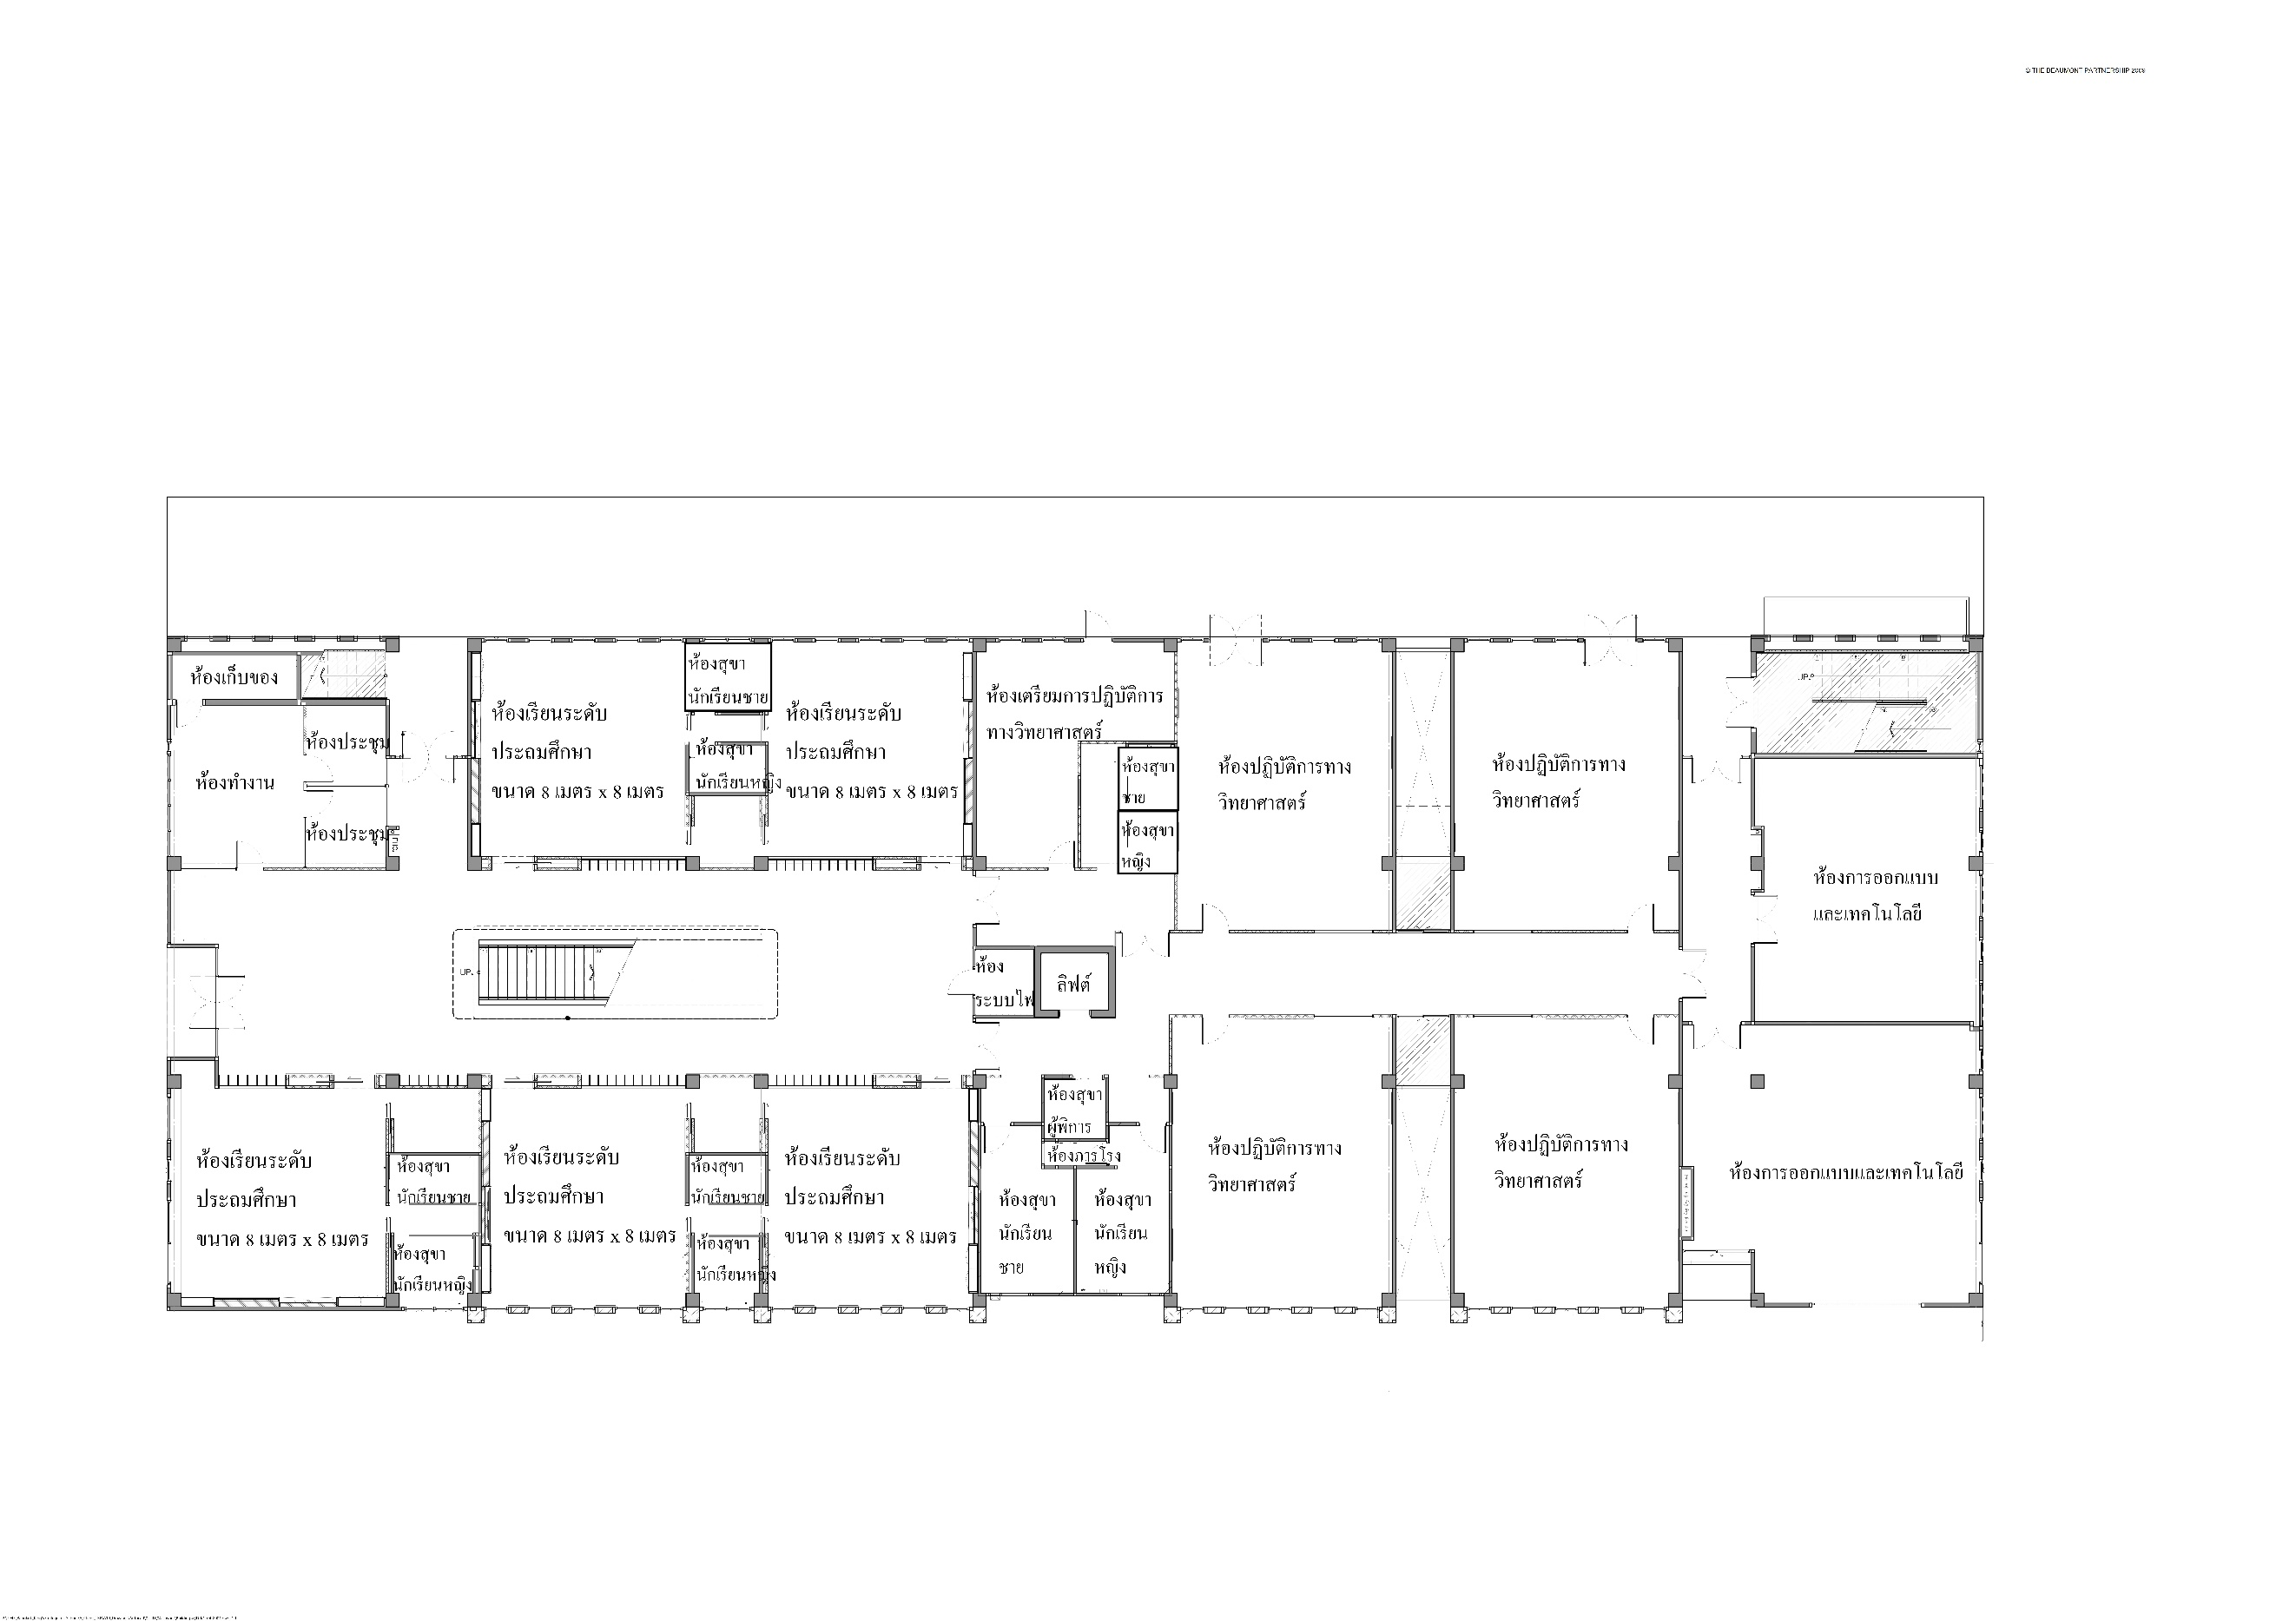 © THE BEAUMONT PARTNERSHIP 2008
ห้องเก็บของ
ห้องประชุม
ห้องทำงาน
ห้องประชุม
ห้องเรียนระดับ
ประถมศึกษา
ขนาด 8 เมตร x 8 เมตร
ห้องสุขา
นักเรียนชาย
ห้องสุขา
นักเรียนหญิง
ห้องเรียนระดับ
ประถมศึกษา
ขนาด 8 เมตร x 8 เมตร
ห้องเตรียมการปฏิบัติการ
ทางวิทยาศาสตร์
ห้องสุขา
ชาย
ห้องสุขา
หญิง
ห้องปฏิบัติการทาง
วิทยาศาสตร์
ห้องปฏิบัติการทาง
วิทยาศาสตร์
UP.
ห้องการออกแบบ
และเทคโนโลยี
UP.
ห้อง
ระบบไฟ
ลิฟต์
ห้องเรียนระดับ
ประถมศึกษา
ขนาด 8 เมตร x 8 เมตร
ห้องสุขา
นักเรียนชาย
ห้องสุขา
นักเรียนหญิง
ห้องเรียนระดับ
ประถมศึกษา
ขนาด 8 เมตร x 8 เมตร
ห้องสุขา
นักเรียนชาย
ห้องสุขา
นักเรียนหญิง
ห้องเรียนระดับ
ประถมศึกษา
ขนาด 8 เมตร x 8 เมตร
ห้องสุขา
ผู้พิการ
ห้องภารโรง
ห้องสุขา
นักเรียน
ชาย
ห้องสุขา
นักเรียน
หญิง
ห้องปฏิบัติการทาง
วิทยาศาสตร์
ห้องปฏิบัติการทาง
วิทยาศาสตร์
ห้องการออกแบบและเทคโนโลยี